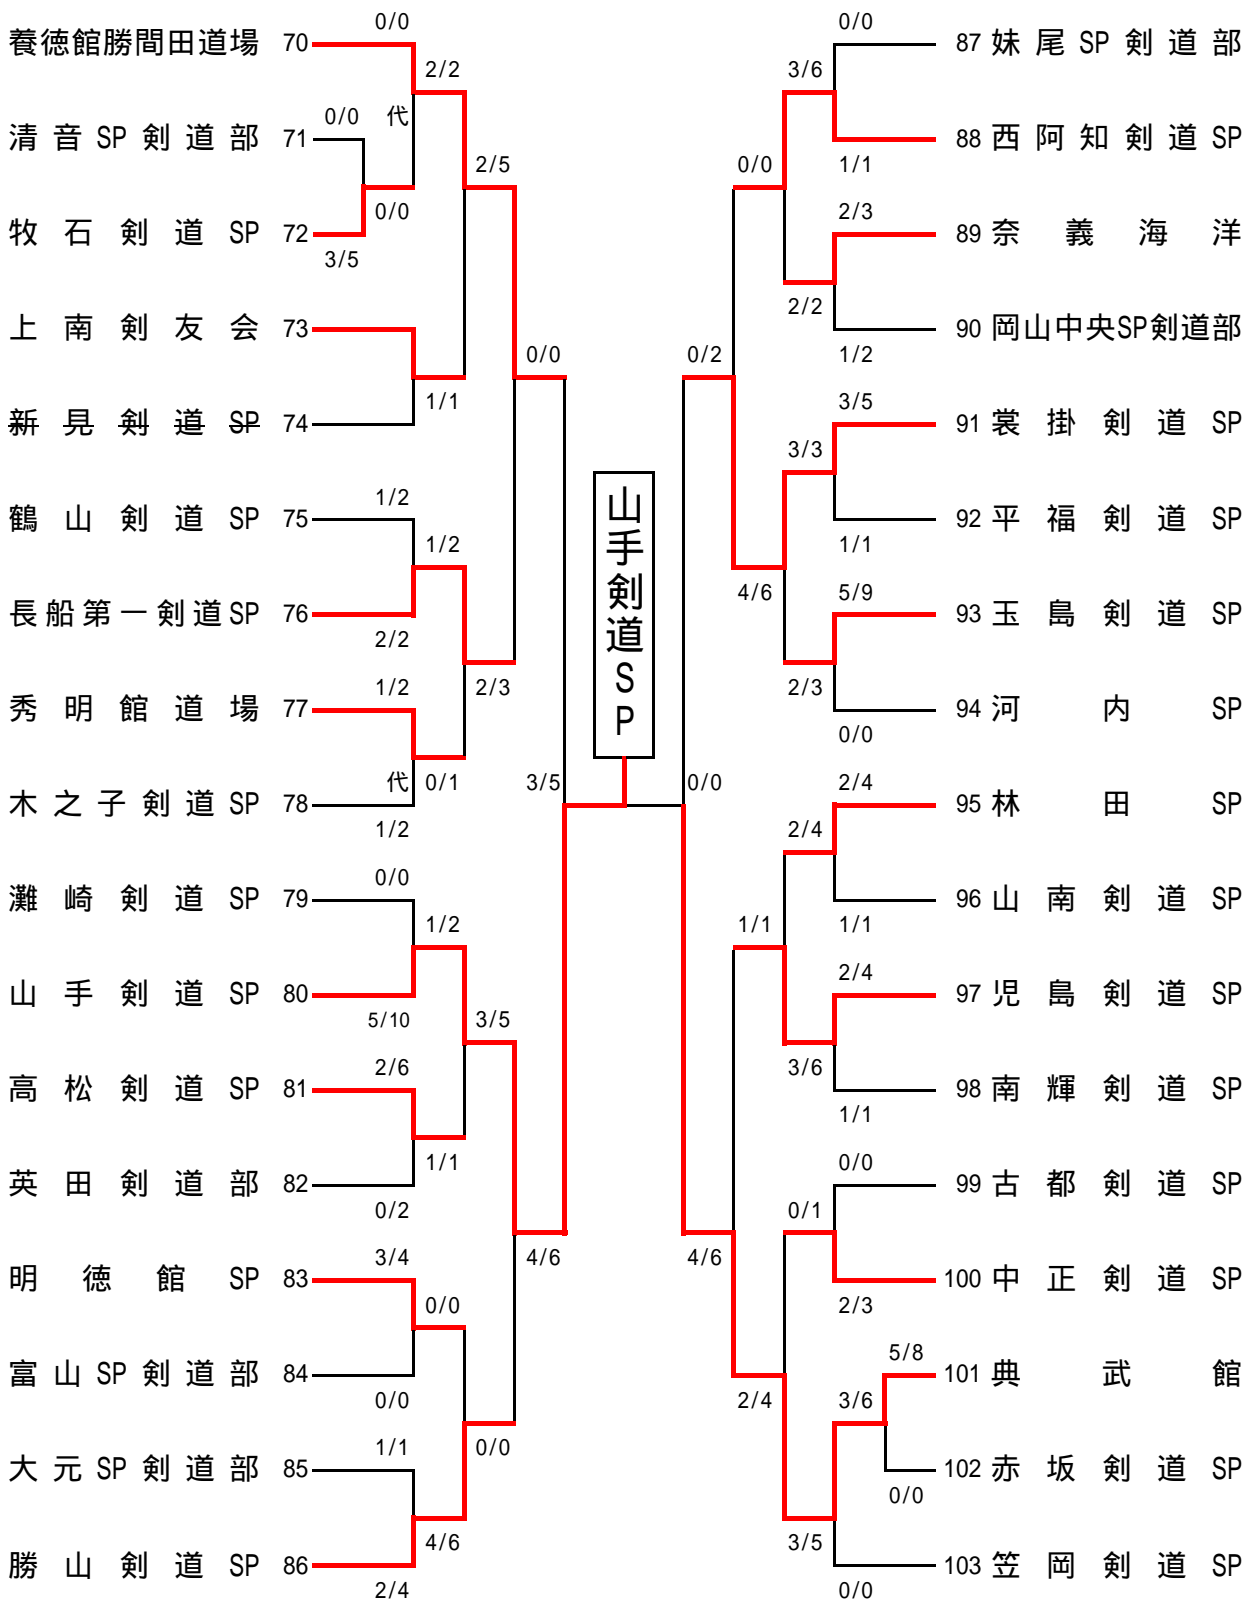 0/0
養徳館勝間田道場 70
2/2
0/0 代
清音SP剣道部 71
2/5
0/0
牧石剣道SP 72
3/5
上南剣友会 73
0/0
1/1
新見剣道SP 74
1/2
鶴山剣道SP 75
1/2
長船第一剣道SP 76
2/2
1/2
2/3
秀明館道場 77
代 0/1
3/5
木之子剣道SP 78
1/2
0/0
灘崎剣道SP 79
1/2
山手剣道SP 80
5/10
3/5
2/6
高松剣道SP 81
1/1
英田剣道部 82
0/2
3/4
4/6
明徳館SP 83
0/0
富山SP剣道部 84
0/0
1/1
0/0
大元SP剣道部 85
4/6
勝山剣道SP 86
2/4
山手剣道SP
0/0
87 妹尾SP剣道部
3/6
88 西阿知剣道SP
0/0
1/1
2/3
89 奈義海洋
2/2
90 岡山中央SP剣道部
0/2
1/2
3/5
91 裳掛剣道SP
3/3
92 平福剣道SP
1/1
4/6
5/9
93 玉島剣道SP
2/3
94 河内SP
0/0
0/0
2/4
95 林田SP
2/4
96 山南剣道SP
1/1
1/1
2/4
97 児島剣道SP
3/6
98 南輝剣道SP
1/1
0/0
99 古都剣道SP
0/1
4/6
100 中正剣道SP
2/3
5/8
101 典武館
2/4
3/6
102 赤坂剣道SP
0/0
3/5
103 笠岡剣道SP
0/0